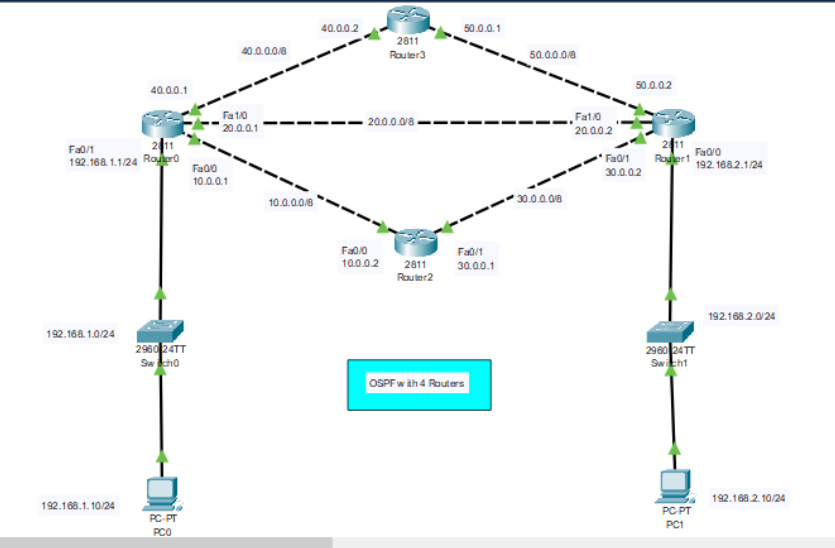 40.0.0.2
50.0.0.1
2811
Router3
40.0.0.0/8
50.0.0.0/8
40.0.0.1
50.0.0.2
Fa1/0
20.0.0.1
20.0.0.0/8
Fa1/0
20.0.0.2
2811
Router0
2811
Router1
Fa0/1
192.168.1.1/24
Fa0/0
192.168.2.1/24
Fa0/0
10.0.0.1
Fa0/1
30.0.0.2
10.0.0.0/8
30.0.0.0/8
Fa0/0
10.0.0.2
Fa0/1
30.0.0.1
2811
Router2
192.168.1.0/24
192.168.2.0/24
2960-24TT
Switch0
2960-24TT
Switch1
OSPF with 4 Routers
192.168.1.10/24
192.168.2.10/24
PC-PT
PC0
PC-PT
PC1